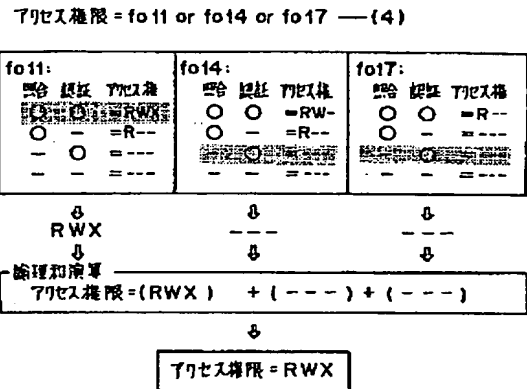 アクセス権限=fo11 or fo14 or fo17 ——(4)
fo11: fo14: fo17:
照合 認証 アクセス権 照合 認証 アクセス権 照合 認証 アクセス権
○ ○ =RWX ○ ○ =RW- ○ ○ =R--
○ - =R-- ○ - =R-- ○ - =---
- ○ =--- - ○ - ○
- - =--- - - =--- - - =---
⇩ ⇩ ⇩
RWX --- ---
⇩ ⇩ ⇩
論理和演算
アクセス権限=(RWX) +(---)+(---)
⇩
アクセス権限=RWX